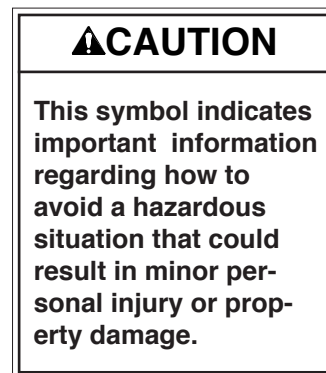 ⚠CAUTION
This symbol indicates
important information
regarding how to
avoid a hazardous
situation that could
result in minor per-
sonal injury or prop-
erty damage.